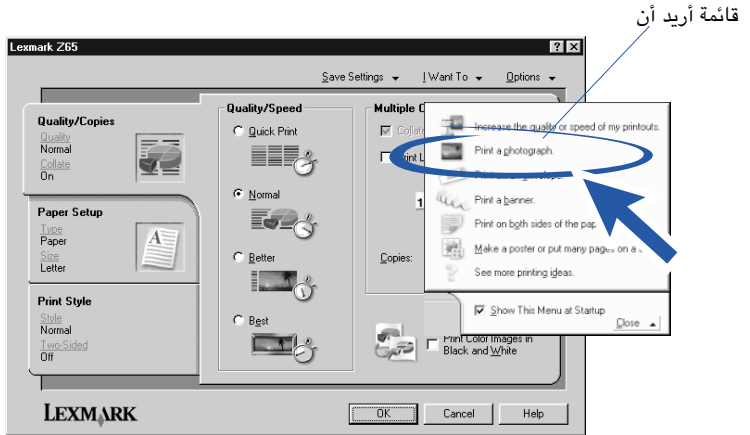 قائمة أريد أن
Lexmark Z65
Save Settings
I Want To
Options
Quality/Copies
Quality
Normal
Collate
On
Paper Setup
Type
Paper
Size
Letter
Print Style
Style
Normal
Two-Sided
Off
Quality/Speed
Quick Print
Normal
Better
Best
Multiple
Collate
Print
1
Copies:
Print Color Images in
Black and White
Increase the quality or speed of my printouts.
Print a photograph.
Print envelope.
Print a banner.
Print on both sides of the
Make a poster or put many pages on a
See more printing ideas.
Show This Menu at Startup
Close
LEXMARK
OK
Cancel
Help